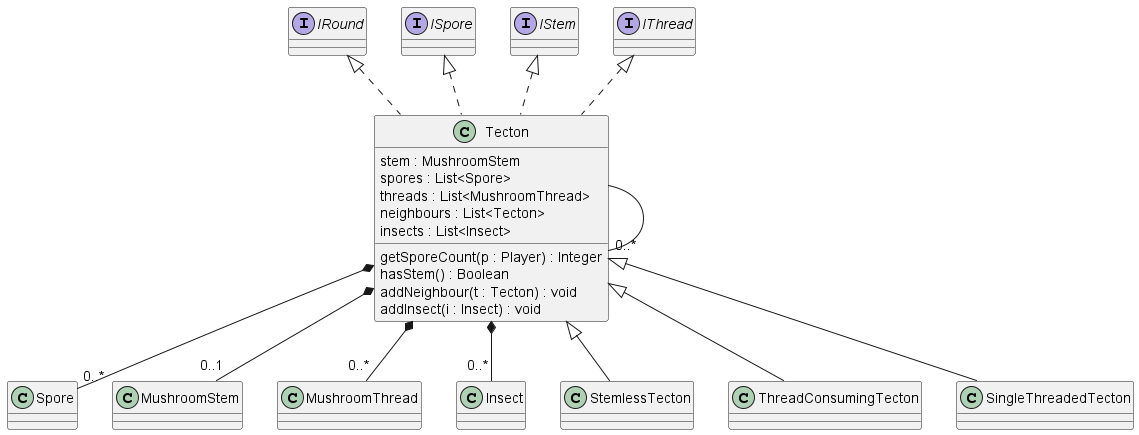 I IRound
I ISpore
I IStem
I IThread
C Tecton
stem : MushroomStem
spores : List<Spore>
threads : List<MushroomThread>
neighbours : List<Tecton>
insects : List<Insect>
0..*
getSporeCount(p : Player) : Integer
hasStem() : Boolean
addNeighbour(t : Tecton) : void
addInsect(i : Insect) : void
0..*
0..1
0..*
0..*
C Spore
C MushroomStem
C MushroomThread
C Insect
C StemlessTecton
C ThreadConsumingTecton
C SingleThreadedTecton